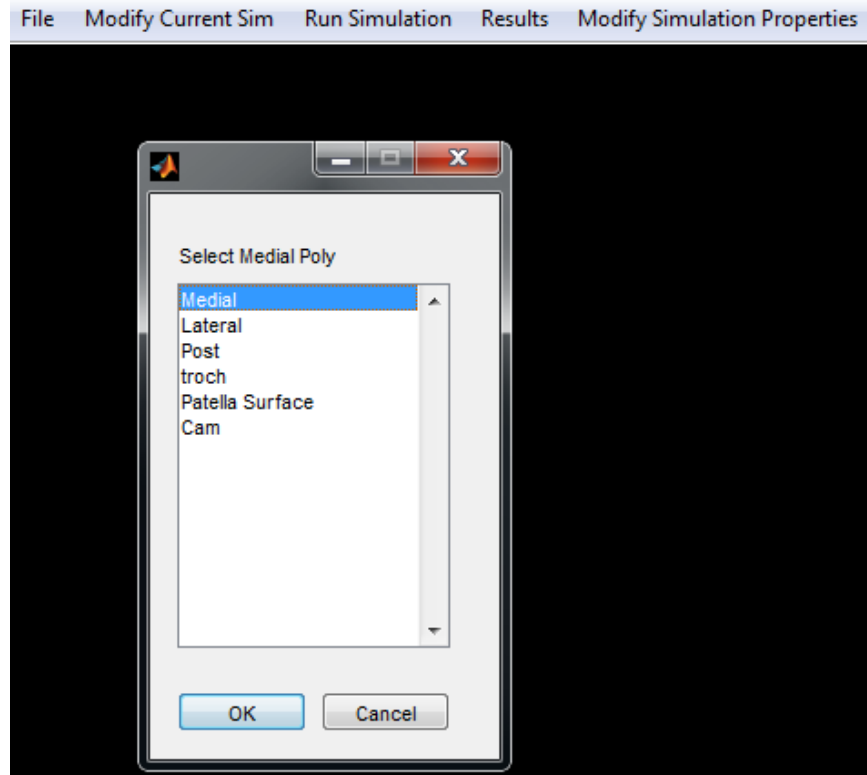 File Modify Current Sim Run Simulation Results Modify Simulation Properties
Select Medial Poly
Medial
Lateral
Post
troch
Patella Surface
Cam
OK Cancel